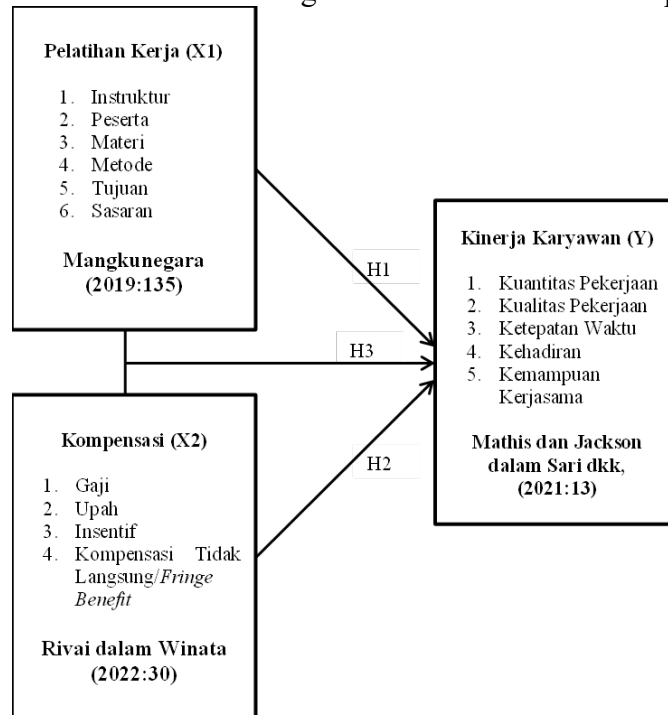 Pelatihan Kerja (X1)
1. Instruktur
2. Peserta
3. Materi
4. Metode
5. Tujuan
6. Sasaran
Mangkunegara
(2019:135)
H1
H3
H2
Kompensasi (X2)
1. Gaji
2. Upah
3. Insentif
4. Kompensasi Tidak
Langsung/Fringe
Benefit
Rivai dalam Winata
(2022:30)
Kinerja Karyawan (Y)
1. Kuantitas Pekerjaan
2. Kualitas Pekerjaan
3. Ketepatan Waktu
4. Kehadiran
5. Kemampuan
Kerjasama
Mathis dan Jackson
dalam Sari dkk,
(2021:13)